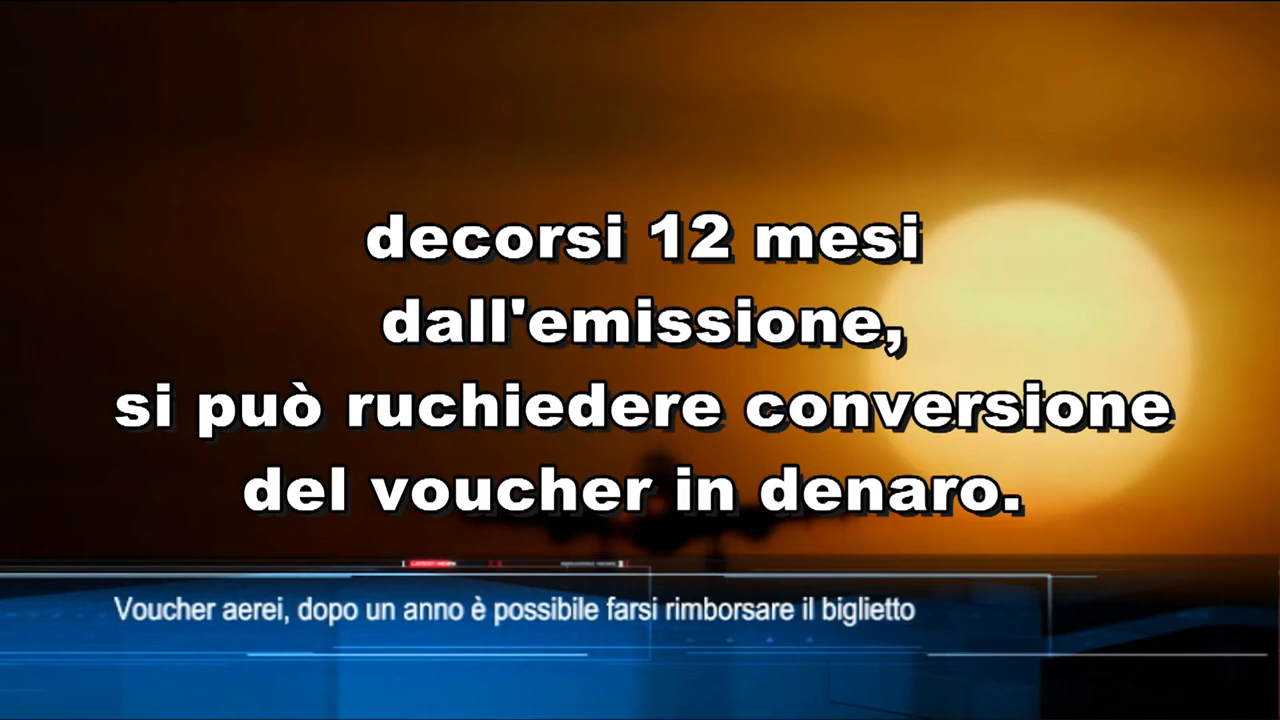 decorsi 12 mesi
dall'emissione,
si può ruchiedere conversione
del voucher in denaro.
Voucher aerei, dopo un anno è possibile farsi rimborsare il biglietto